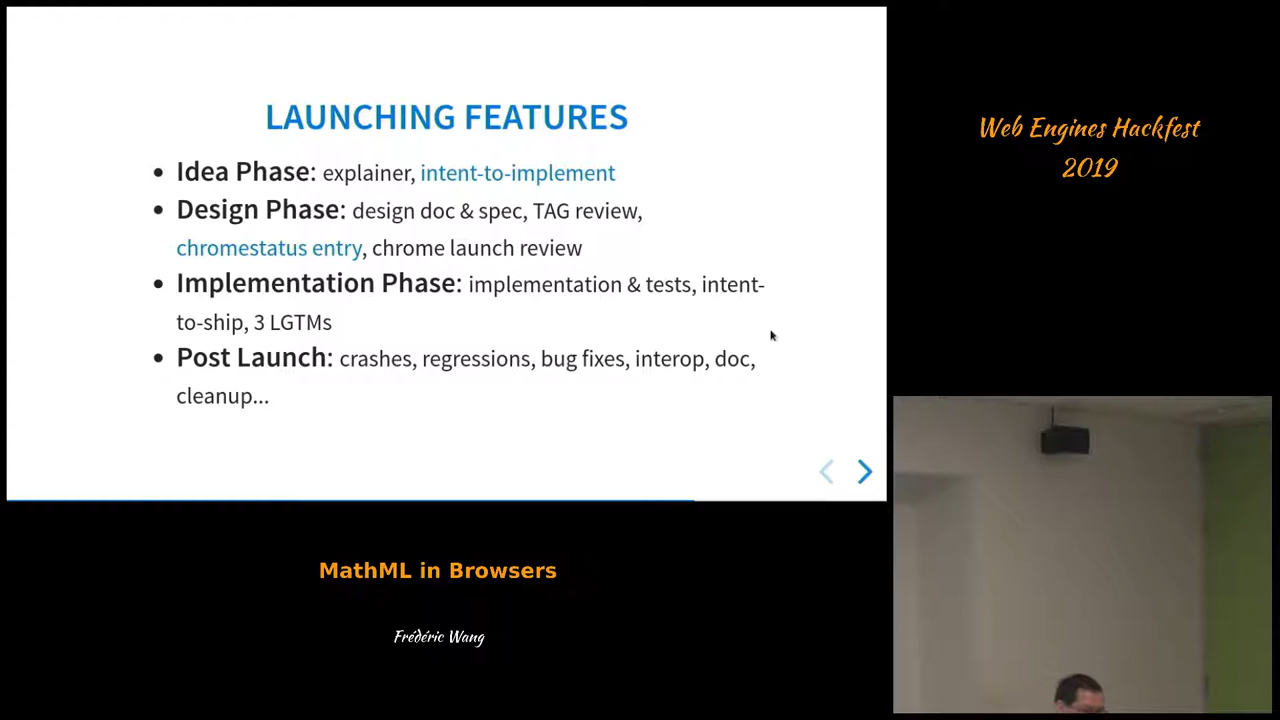 LAUNCHING FEATURES
• Idea Phase: explainer, intent-to-implement
• Design Phase: design doc & spec, TAG review,
chromestatus entry, chrome launch review
• Implementation Phase: implementation & tests, intent-
to-ship, 3 LGTMs
• Post Launch: crashes, regressions, bug fixes, interop, doc,
cleanup...
Web Engines Hackfest
2019
MathML in Browsers
Frédéric Wang